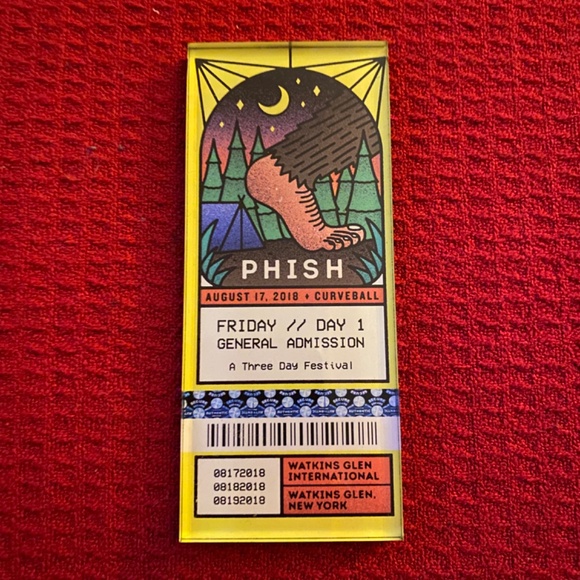 PHISH
AUGUST 17, 2018 • CURVEBALL
FRIDAY // DAY 1
GENERAL ADMISSION
A Three Day Festival
08172018
08182018
08192018
WATKINS GLEN
INTERNATIONAL
WATKINS GLEN,
NEW YORK